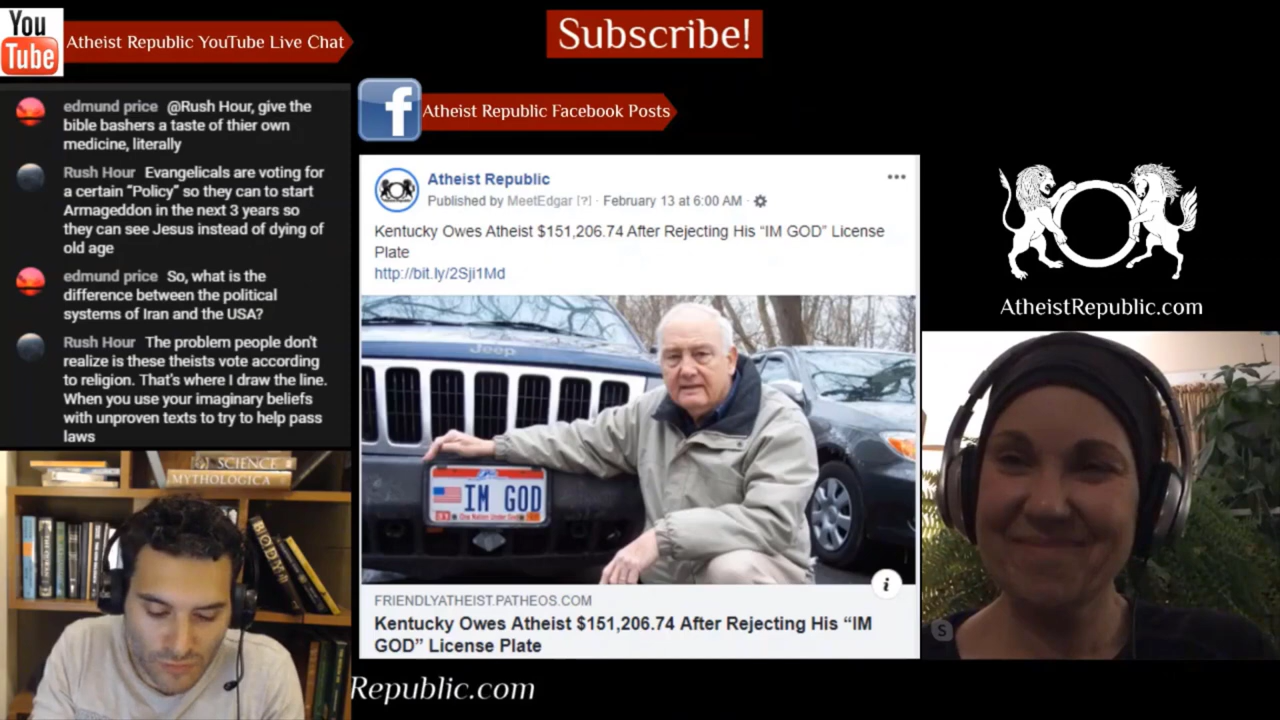 You
Tube
Atheist Republic YouTube Live Chat
Subscribe!
edmund price @Rush Hour, give the
bible bashers a taste of thier own
medicine, literally
Rush Hour Evangelicals are voting for
a certain "Policy" so they can to start
Armageddon in the next 3 years so
they can see Jesus instead of dying of
old age
edmund price So, what is the
difference between the political
systems of Iran and the USA?
Rush Hour The problem people don't
realize is these theists vote according
to religion. That's where I draw the line.
When you use your imaginary beliefs
with unproven texts to try to help pass
laws
f
Atheist Republic Facebook Posts
Atheist Republic
Published by MeetEdgar [?] · February 13 at 6:00 AM ·
Kentucky Owes Atheist $151,206.74 After Rejecting His “IM GOD” License
Plate
http://bit.ly/2Sji1Md
Jeep
IM GOD
One Nation Under God
i
FRIENDLYATHEIST.PATHEOS.COM
Kentucky Owes Atheist $151,206.74 After Rejecting His “IM
GOD” License Plate
AtheistRepublic.com
S
SCIENCE
MYTHOLOGICA
Republic.com